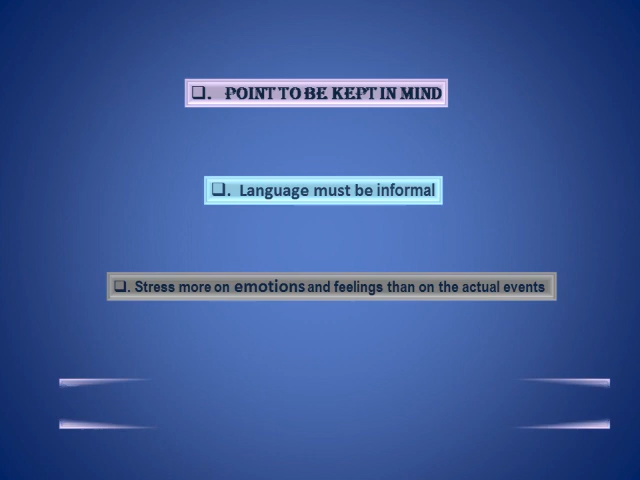 ❑. POINT TO BE KEPT IN MIND
❑. Language must be informal
❑. Stress more on emotions and feelings than on the actual events